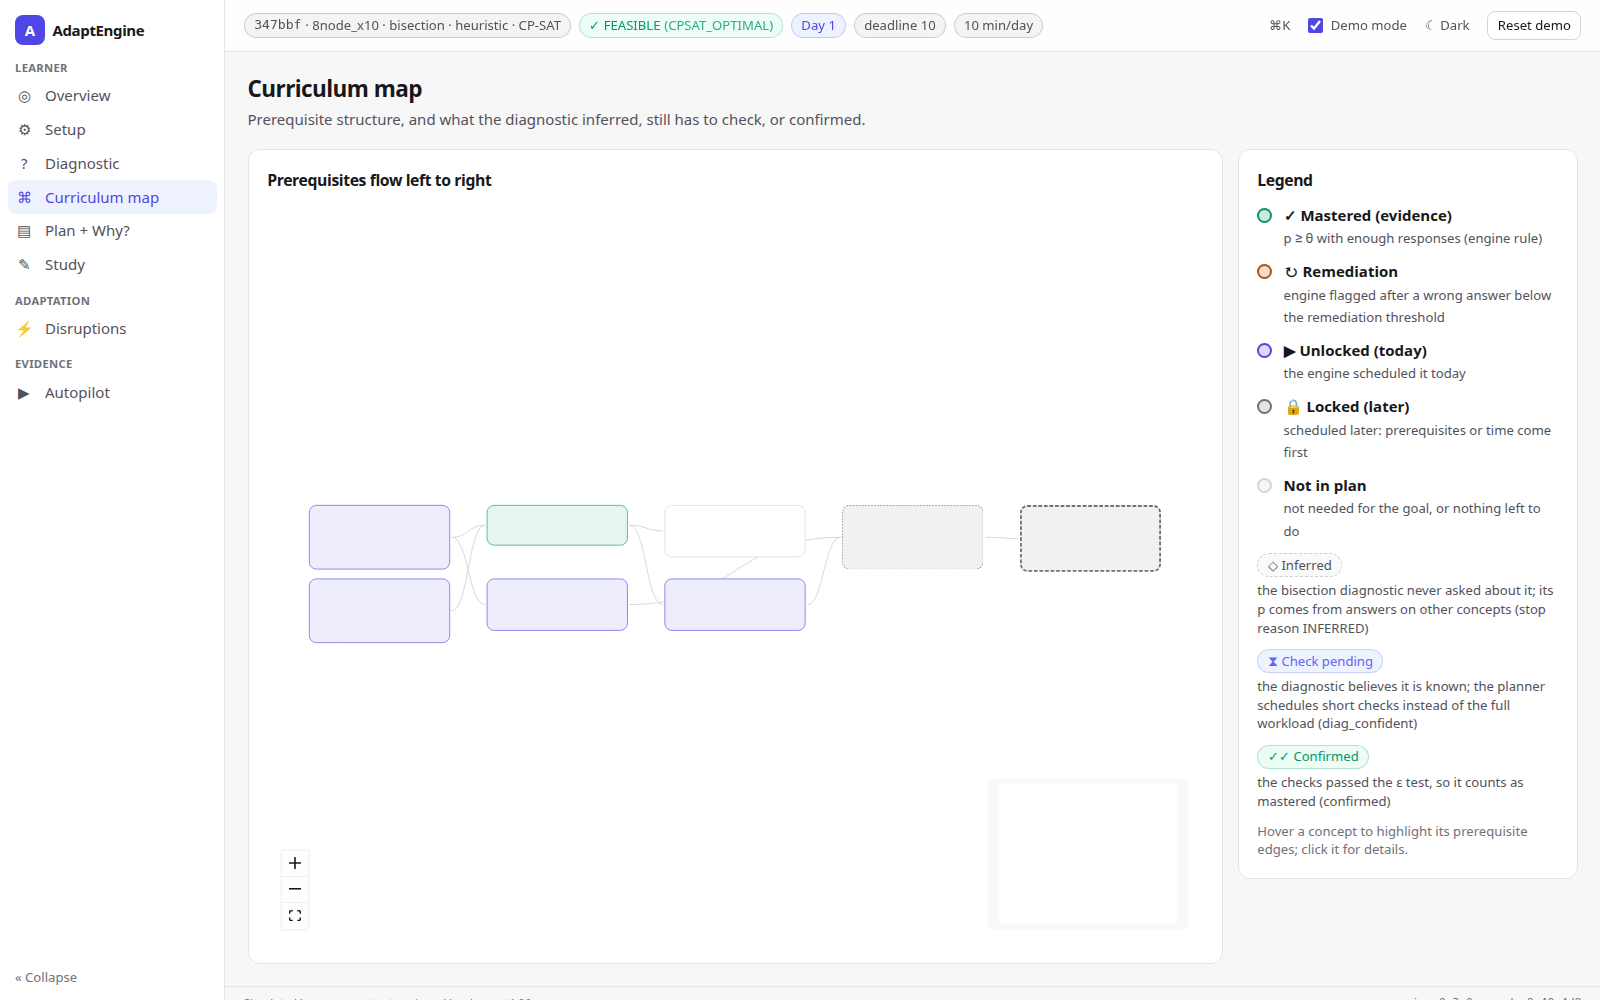 A AdaptEngine
LEARNER
◎ Overview
⚙ Setup
? Diagnostic
⌘ Curriculum map
▤ Plan + Why?
✎ Study
ADAPTATION
⚡ Disruptions
EVIDENCE
▶ Autopilot
« Collapse
347bbf · 8node_x10 · bisection · heuristic · CP-SAT
✓ FEASIBLE (CPSAT_OPTIMAL)
Day 1
deadline 10
10 min/day
⌘K
Demo mode
☾ Dark
Reset demo
Curriculum map
Prerequisite structure, and what the diagnostic inferred, still has to check, or confirmed.
Prerequisites flow left to right
Legend
✓ Mastered (evidence)
p ≥ θ with enough responses (engine rule)
↻ Remediation
engine flagged after a wrong answer below
the remediation threshold
▶ Unlocked (today)
the engine scheduled it today
🔒 Locked (later)
scheduled later: prerequisites or time come
first
Not in plan
not needed for the goal, or nothing left to
do
◇ Inferred
the bisection diagnostic never asked about it; its
p comes from answers on other concepts (stop
reason INFERRED)
⧗ Check pending
the diagnostic believes it is known; the planner
schedules short checks instead of the full
workload (diag_confident)
✓✓ Confirmed
the checks passed the ε test, so it counts as
mastered (confirmed)
Hover a concept to highlight its prerequisite
edges; click it for details.